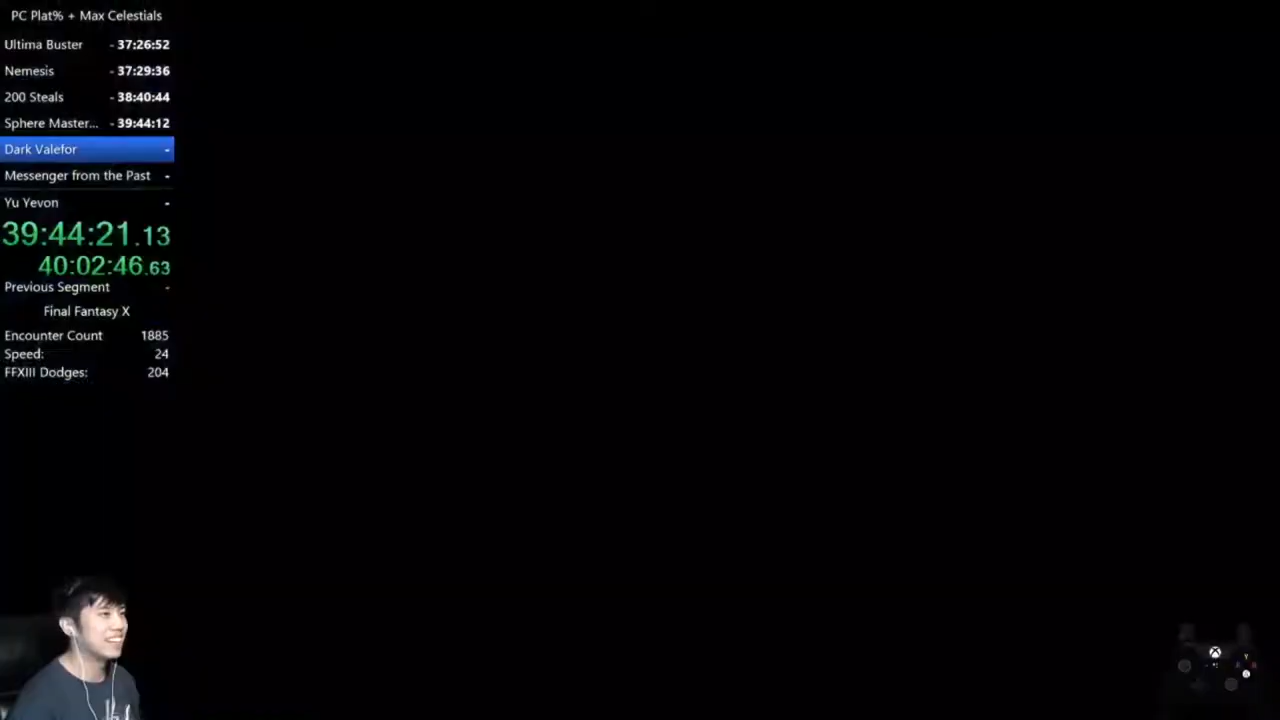 PC Plat% + Max Celestials
Ultima Buster - 37:26:52
Nemesis - 37:29:36
200 Steals - 38:40:44
Sphere Master... - 39:44:12
Dark Valefor -
Messenger from the Past -
Yu Yevon -
39:44:21.13
40:02:46.63
Previous Segment -
Final Fantasy X
Encounter Count 1885
Speed: 24
FFXIII Dodges: 204